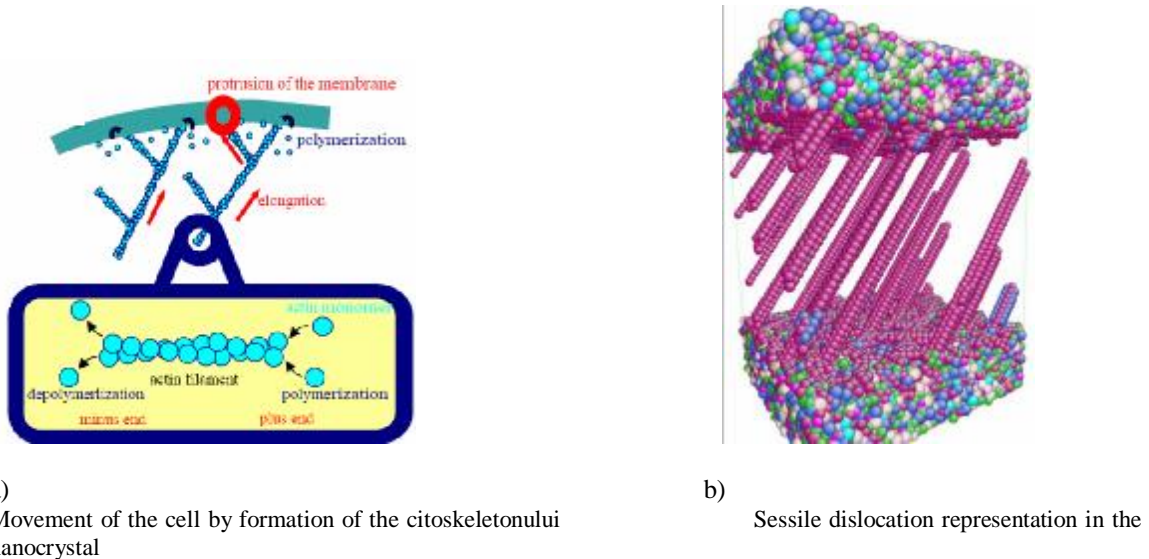 protrusion of the membrane
polymerization
elongation
actin monomer
actin filament
depolymerization
polymerization
minus end
plus end
)
b)
Movement of the cell by formation of the citoskeletonului
Sessile dislocation representation in the
anocrystal